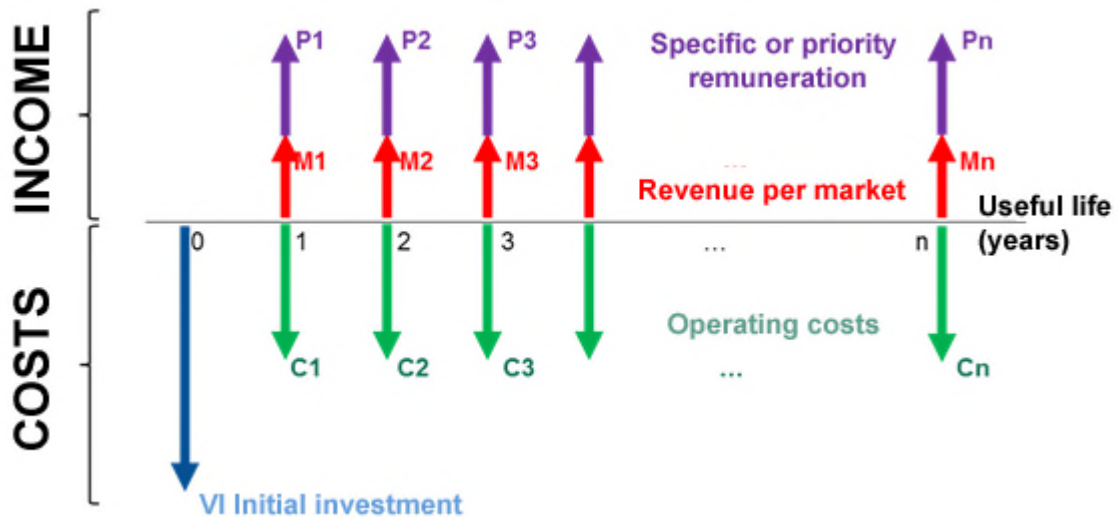 INCOME
P1
P2
P3
Specific or priority
remuneration
Pn
M1
M2
M3
...
Mn
Revenue per market
Useful life
(years)
0
1
2
3
...
n
COSTS
Operating costs
C1
C2
C3
...
Cn
VI Initial investment